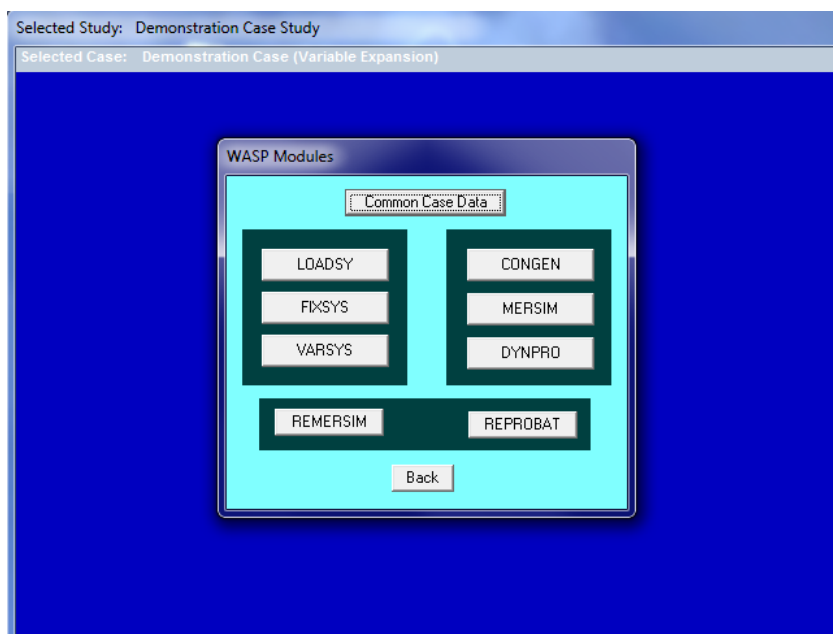 Selected Study: Demonstration Case Study
Selected Case: Demonstration Case (Variable Expansion)
WASP Modules
Common Case Data
LOADSY
CONGEN
FIXSYS
MERSIM
VARSYS
DYNPRO
REMERSIM
REPROBAT
Back